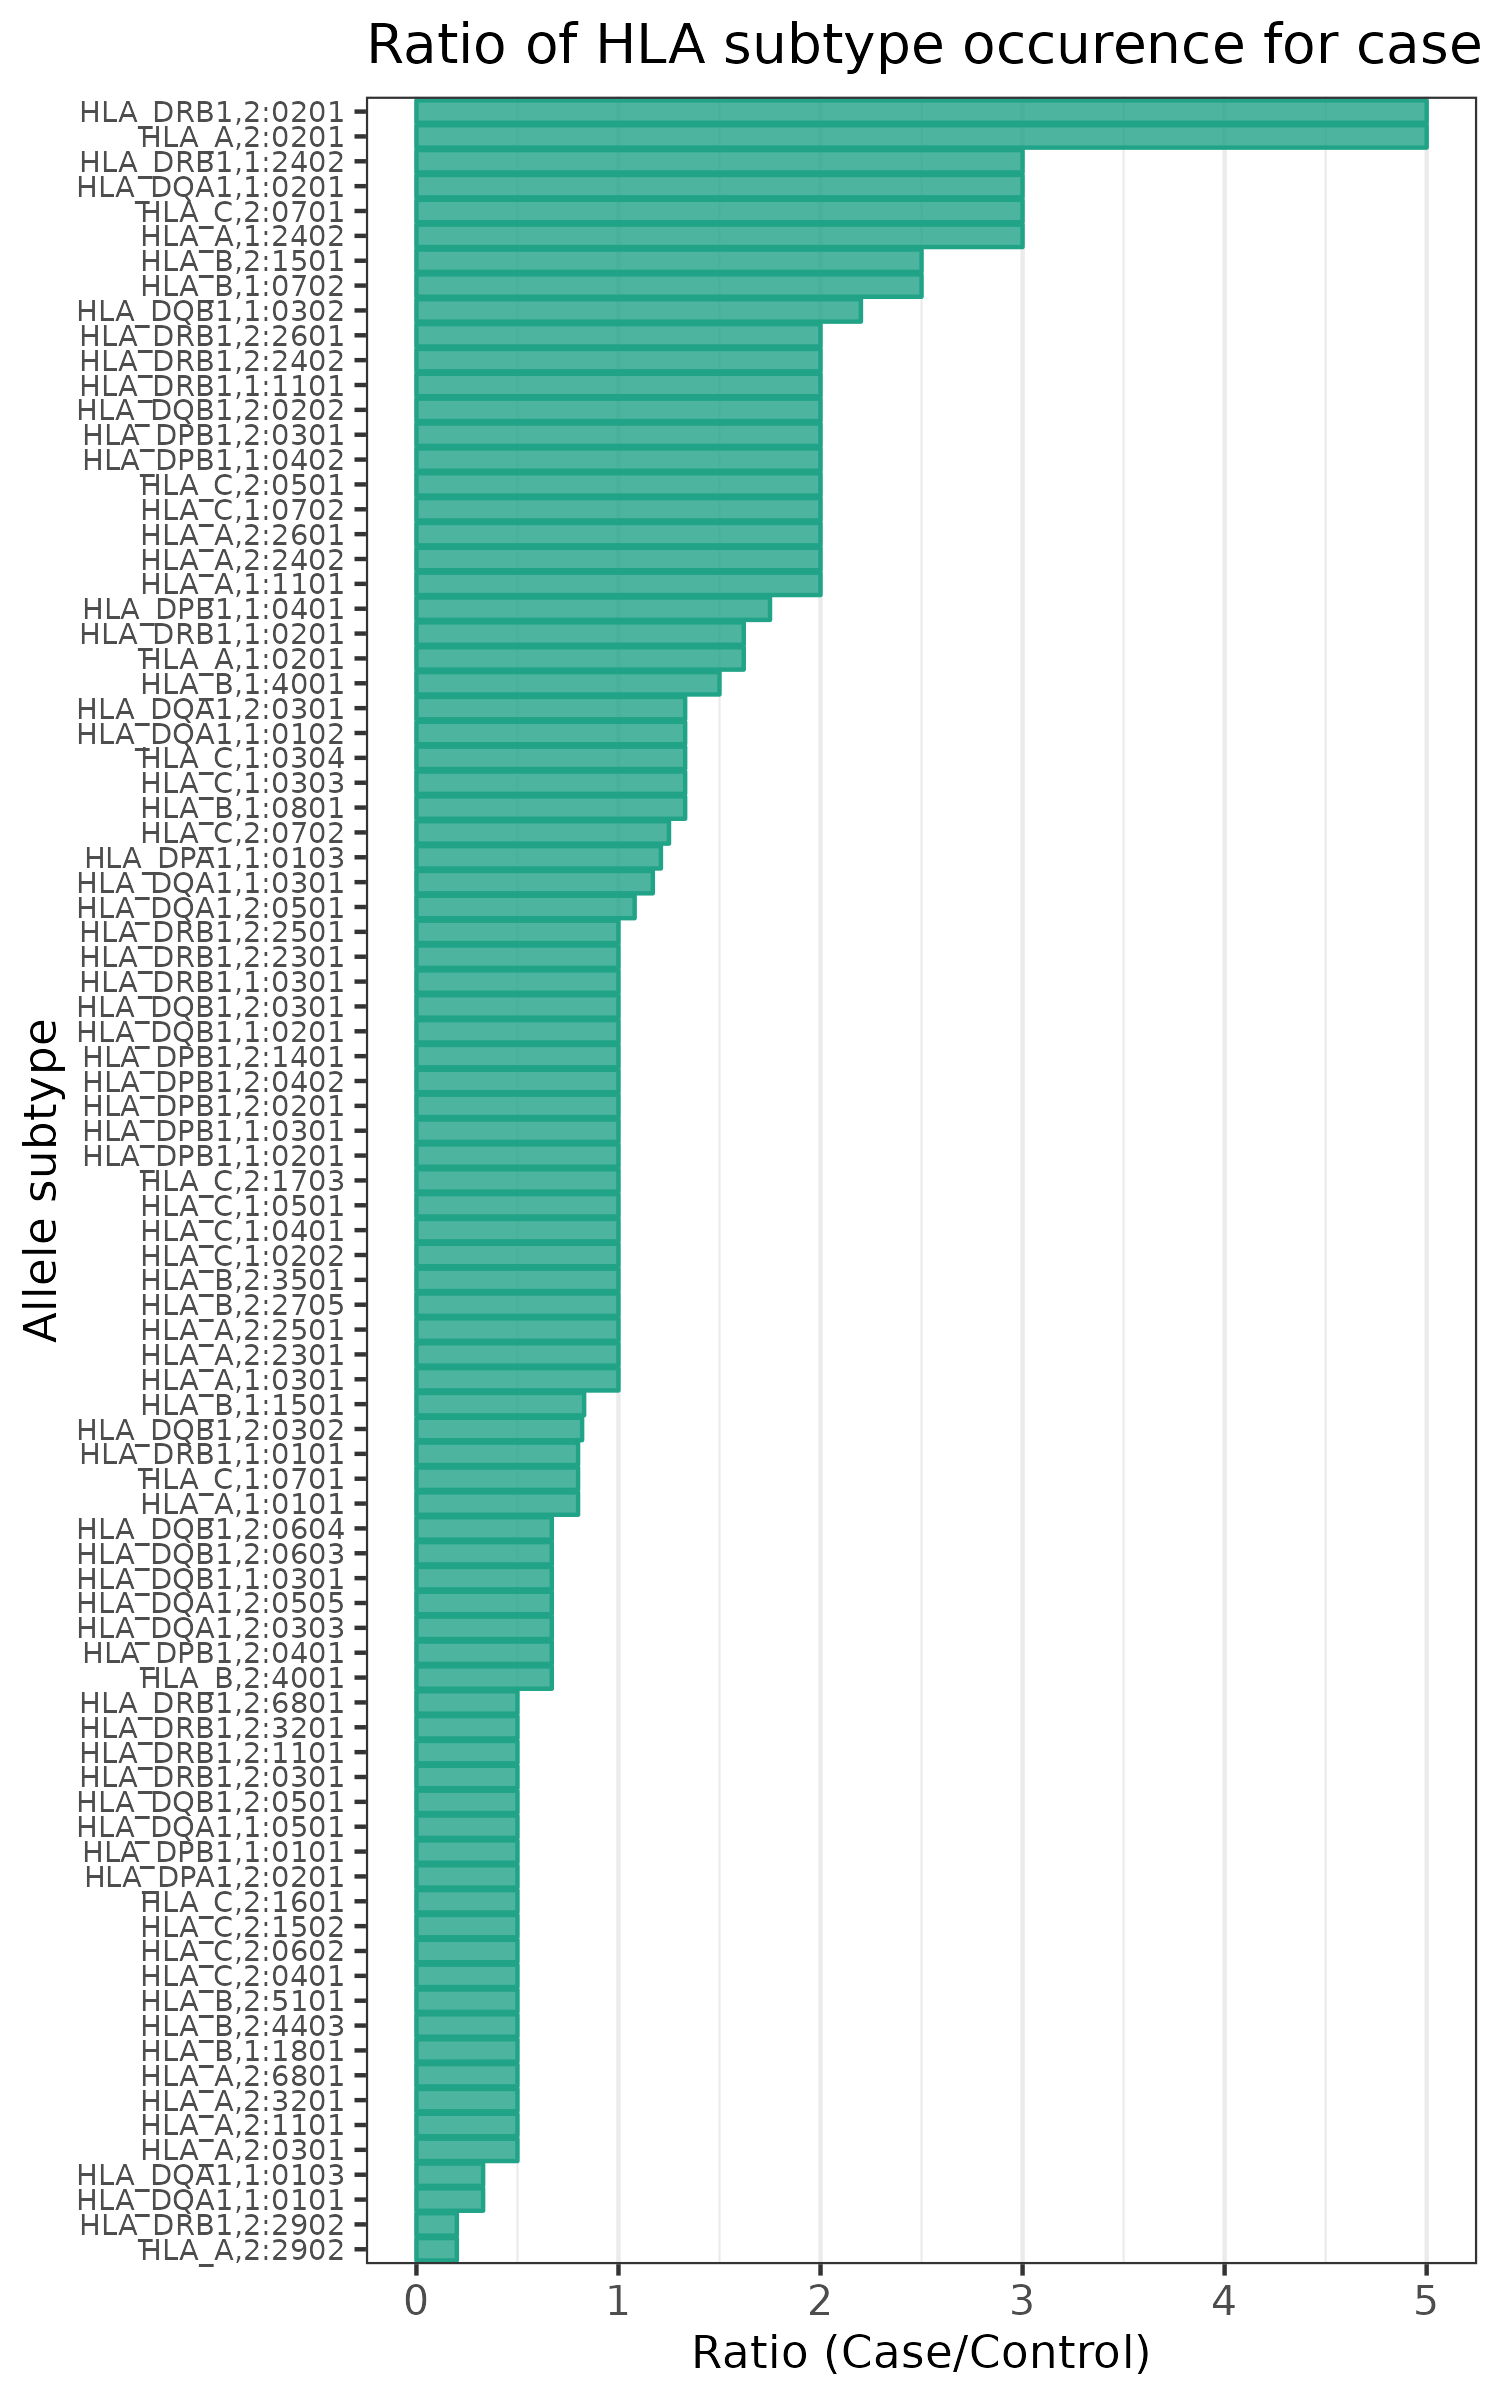 Ratio of HLA subtype occurence for case
HLA_DRB1,2:0201
HLA_A,2:0201
HLA_DRB1,1:2402
HLA_DQA1,1:0201
HLA_C,2:0701
HLA_A,1:2402
HLA_B,2:1501
HLA_B,1:0702
HLA_DQB1,1:0302
HLA_DRB1,2:2601
HLA_DRB1,2:2402
HLA_DRB1,1:1101
HLA_DQB1,2:0202
HLA_DPB1,2:0301
HLA_DPB1,1:0402
HLA_C,2:0501
HLA_C,1:0702
HLA_A,2:2601
HLA_A,2:2402
HLA_A,1:1101
HLA_DPB1,1:0401
HLA_DRB1,1:0201
HLA_A,1:0201
HLA_B,1:4001
HLA_DQA1,2:0301
HLA_DQA1,1:0102
HLA_C,1:0304
HLA_C,1:0303
HLA_B,1:0801
HLA_C,2:0702
HLA_DPA1,1:0103
HLA_DQA1,1:0301
HLA_DQA1,2:0501
HLA_DRB1,2:2501
HLA_DRB1,2:2301
HLA_DRB1,1:0301
HLA_DQB1,2:0301
HLA_DQB1,1:0201
HLA_DPB1,2:1401
HLA_DPB1,2:0402
HLA_DPB1,2:0201
HLA_DPB1,1:0301
HLA_DPB1,1:0201
HLA_C,2:1703
HLA_C,1:0501
HLA_C,1:0401
HLA_C,1:0202
HLA_B,2:3501
HLA_B,2:2705
HLA_A,2:2501
HLA_A,2:2301
HLA_A,1:0301
HLA_B,1:1501
HLA_DQB1,2:0302
HLA_DRB1,1:0101
HLA_C,1:0701
HLA_A,1:0101
HLA_DQB1,2:0604
HLA_DQB1,2:0603
HLA_DQB1,1:0301
HLA_DQA1,2:0505
HLA_DQA1,2:0303
HLA_DPB1,2:0401
HLA_B,2:4001
HLA_DRB1,2:6801
HLA_DRB1,2:3201
HLA_DRB1,2:1101
HLA_DRB1,2:0301
HLA_DQB1,2:0501
HLA_DQA1,1:0501
HLA_DPB1,1:0101
HLA_DPA1,2:0201
HLA_C,2:1601
HLA_C,2:1502
HLA_C,2:0602
HLA_C,2:0401
HLA_B,2:5101
HLA_B,2:4403
HLA_B,1:1801
HLA_A,2:6801
HLA_A,2:3201
HLA_A,2:1101
HLA_A,2:0301
HLA_DQA1,1:0103
HLA_DQA1,1:0101
HLA_DRB1,2:2902
HLA_A,2:2902
Allele subtype
0 1 2 3 4 5
Ratio (Case/Control)